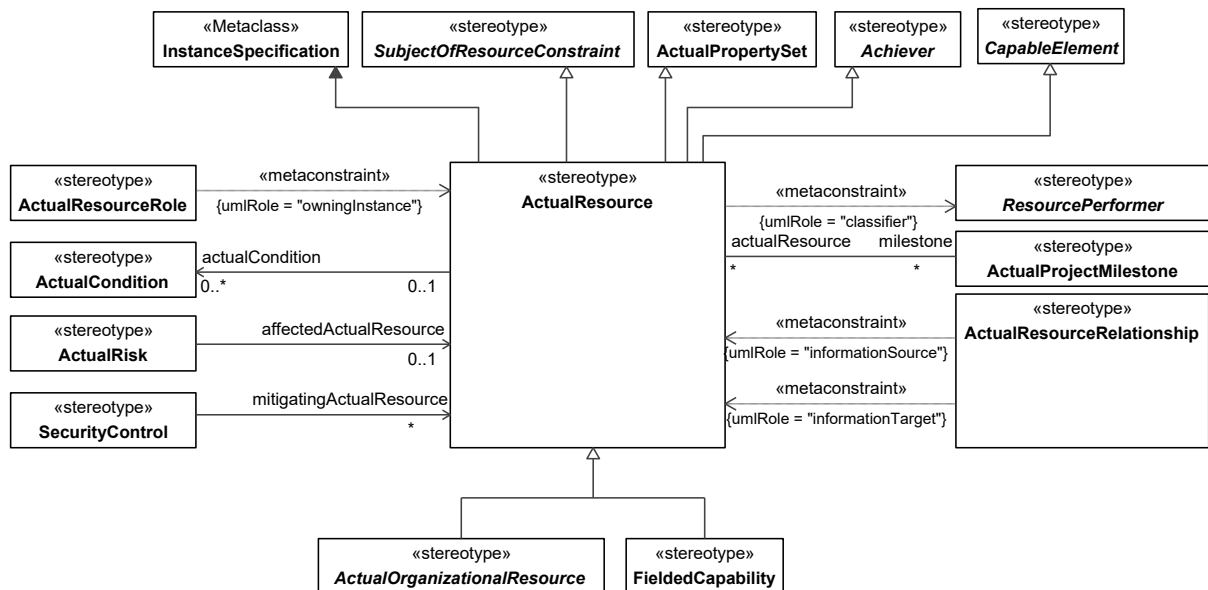 «Metaclass»
InstanceSpecification
«stereotype»
SubjectOfResourceConstraint
«stereotype»
ActualPropertySet
«stereotype»
Achiever
«stereotype»
CapableElement
«stereotype»
ActualResourceRole
«metaconstraint»
{umlRole = "owningInstance"}
«stereotype»
ActualResource
«metaconstraint»
{umlRole = "classifier"}
«stereotype»
ResourcePerformer
«stereotype»
ActualCondition
actualCondition
0..*
0..1
actualResource
milestone
*
*
«stereotype»
ActualProjectMilestone
«stereotype»
ActualRisk
affectedActualResource
0..1
«metaconstraint»
{umlRole = "informationSource"}
«stereotype»
ActualResourceRelationship
«stereotype»
SecurityControl
mitigatingActualResource
*
«metaconstraint»
{umlRole = "informationTarget"}
«stereotype»
ActualOrganizationalResource
«stereotype»
FieldedCapability